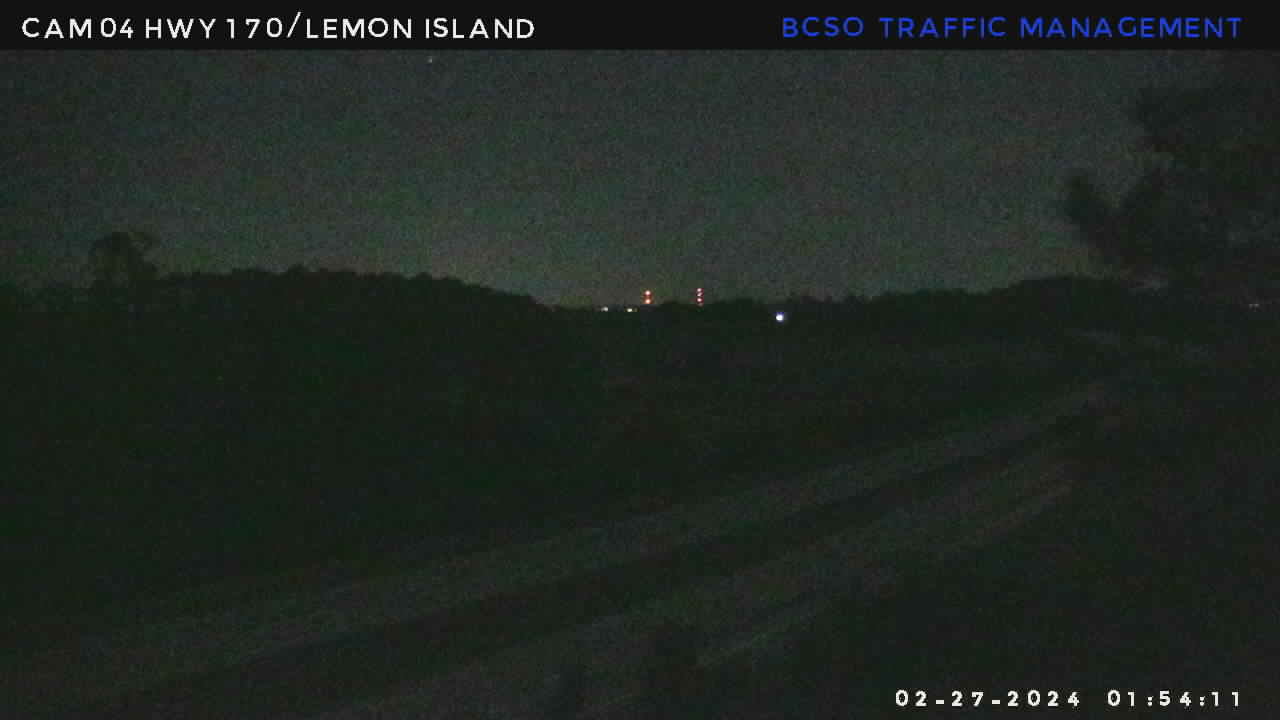 CAM04 HWY 170/LEMON ISLAND
BCSO TRAFFIC MANAGEMENT
02-27-2024 01:54:11